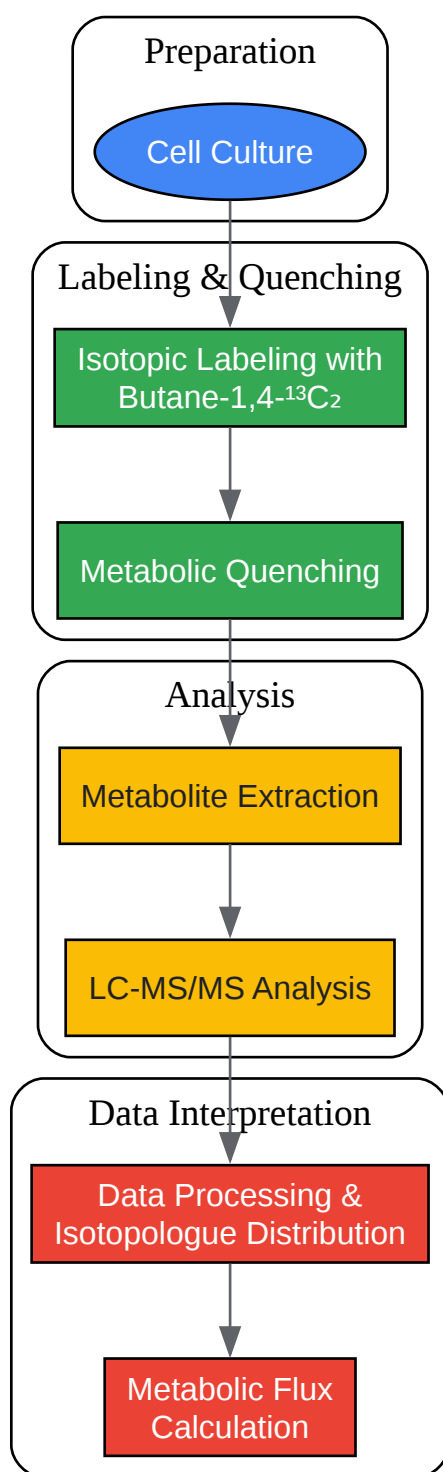 Preparation
Cell Culture
Labeling & Quenching
Isotopic Labeling with
Butane-1,4-¹³C₂
Metabolic Quenching
Analysis
Metabolite Extraction
LC-MS/MS Analysis
Data Interpretation
Data Processing &
Isotopologue Distribution
Metabolic Flux
Calculation